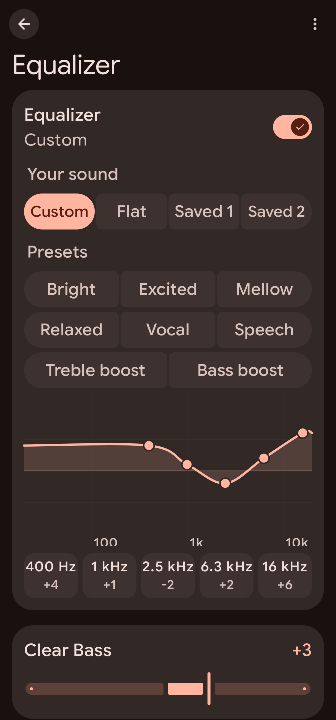 Equalizer
Equalizer
Custom
Your sound
Custom Flat Saved 1 Saved 2
Presets
Bright Excited Mellow
Relaxed Vocal Speech
Treble boost Bass boost
100 1k 10k
400 Hz 1 kHz 2.5 kHz 6.3 kHz 16 kHz
+4 +1 -2 +2 +6
Clear Bass +3